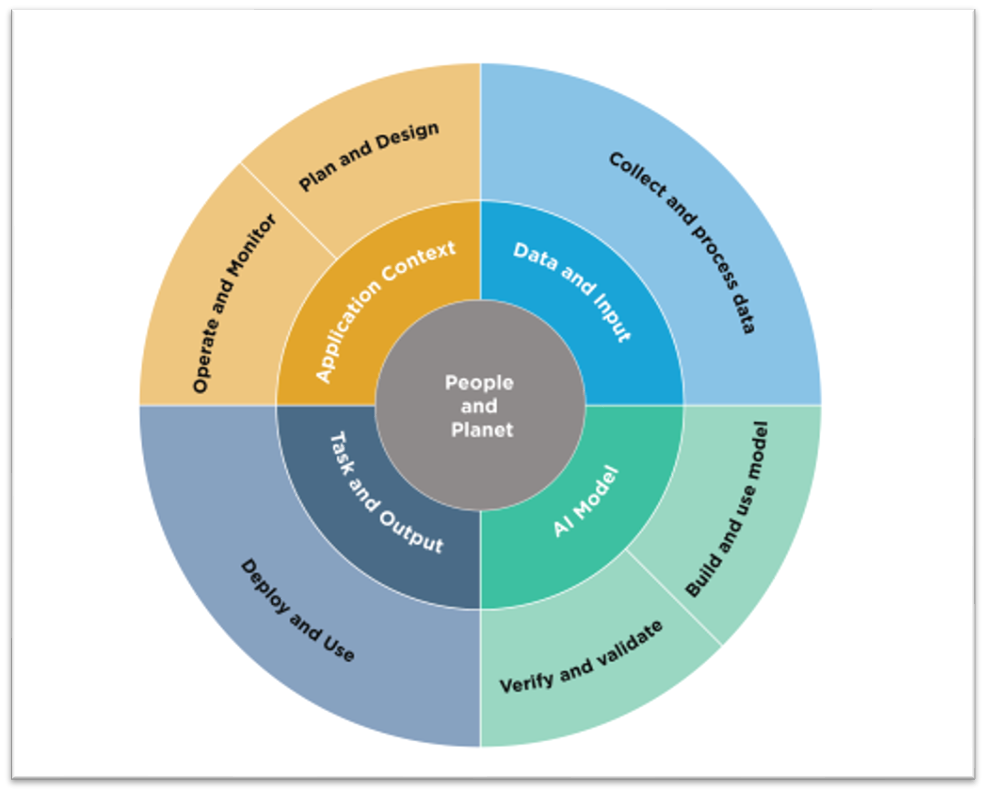 Plan and Design
Collect and process data
Operate and Monitor
Application Context
Data and Input
People
and
Planet
Task and Output
AI Model
Build and use model
Deploy and Use
Verify and validate